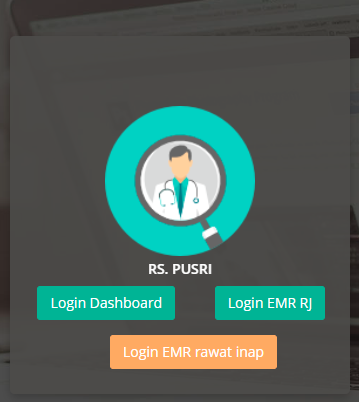 RS. PUSRI
Login Dashboard
Login EMR RJ
Login EMR rawat inap